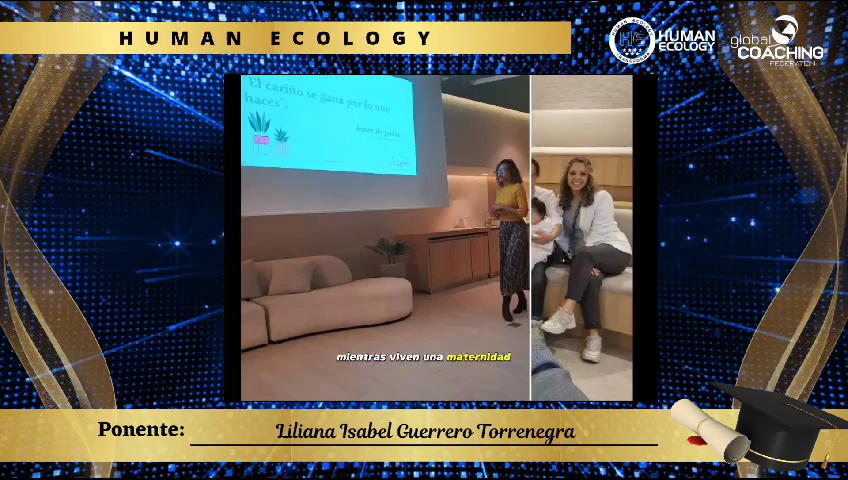 HUMAN ECOLOGY
HUMAN
ECOLOGY
global
COACHING
FEDERATION
"El cariño se gana por lo que
haces".
mientras viven una maternidad
Ponente: Liliana Isabel Guerrero Torrenegra